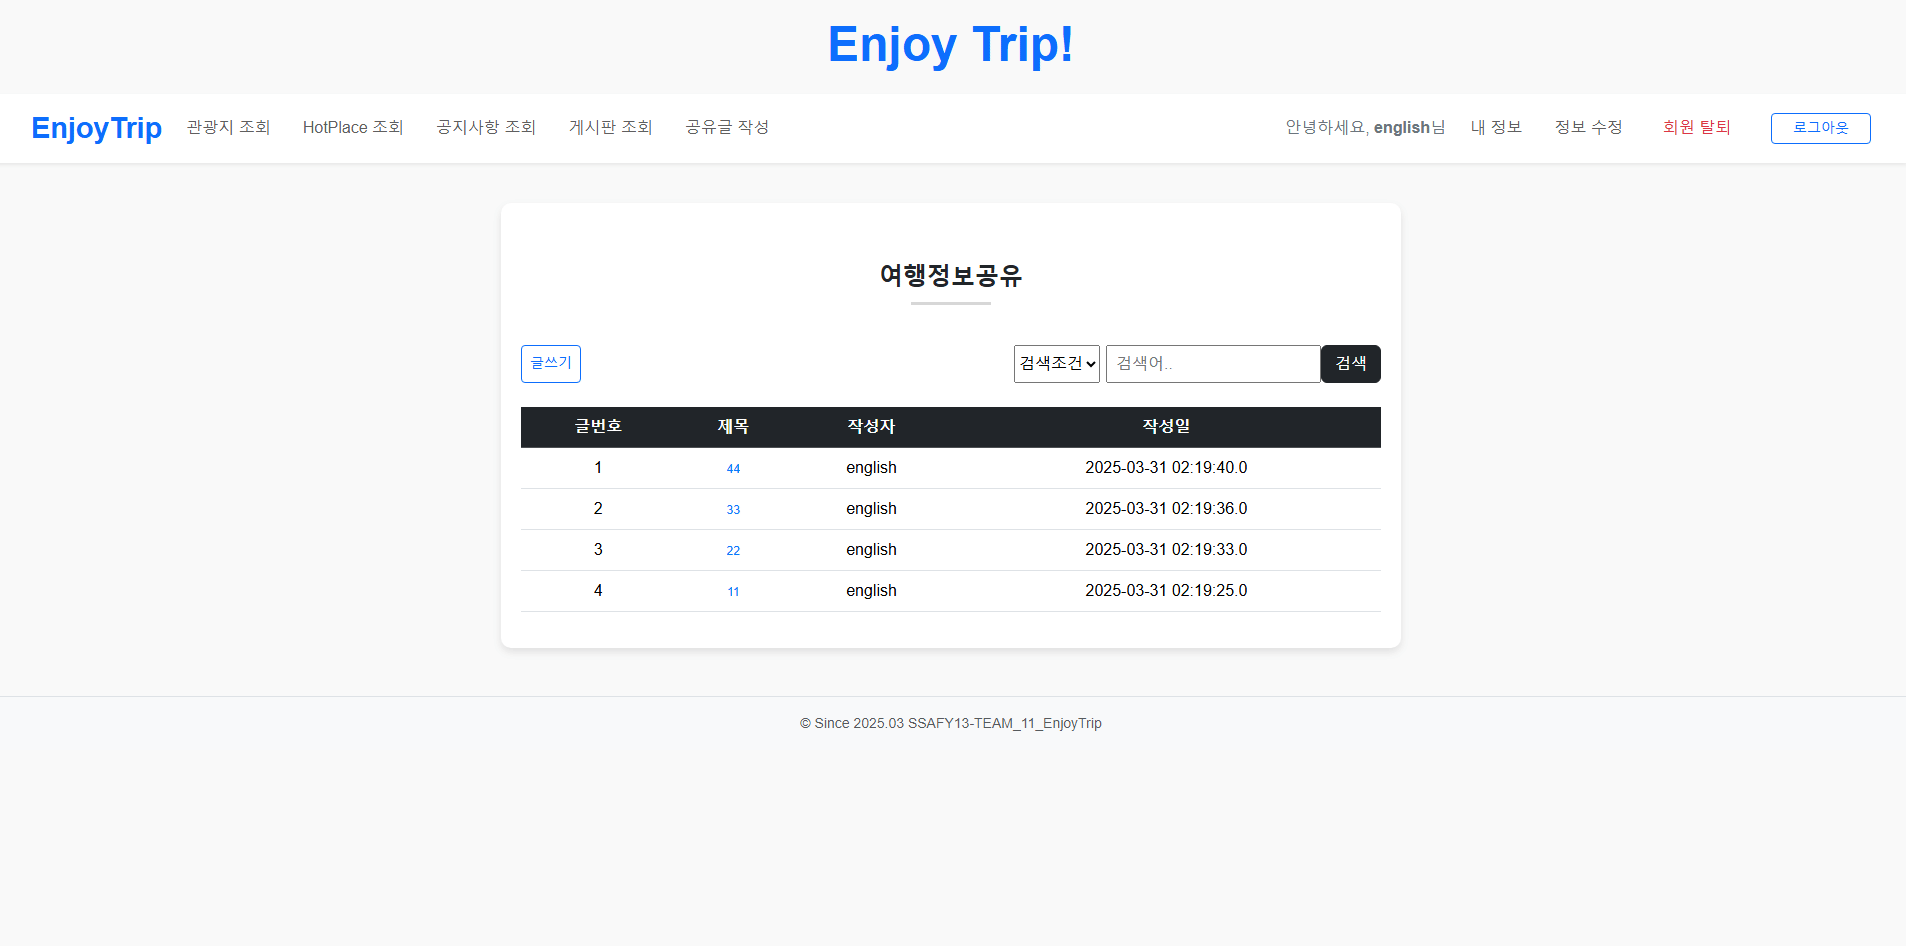 Enjoy Trip!
EnjoyTrip 관광지 조회 HotPlace 조회 공지사항 조회 게시판 조회 공유글 작성 안녕하세요, english님 내 정보 정보 수정 회원 탈퇴 로그아웃
여행정보공유
글쓰기 검색조건 검색어.. 검색
글번호 제목 작성자 작성일
1 44 english 2025-03-31 02:19:40.0
2 33 english 2025-03-31 02:19:36.0
3 22 english 2025-03-31 02:19:33.0
4 11 english 2025-03-31 02:19:25.0
© Since 2025.03 SSAFY13-TEAM_11_EnjoyTrip